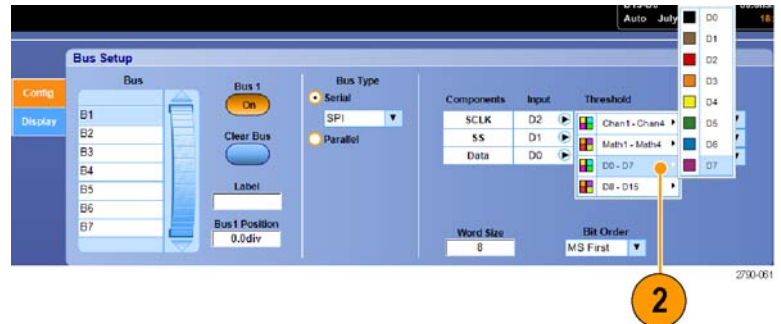 Auto July
18:
D0
D1
D2
D3
D4
D5
D6
D7
Bus Setup
Config
Display
Bus
B1
B2
B3
B4
B5
B6
B7
Bus 1
On
Clear Bus
Label
Bus1 Position
0.0div
Bus Type
Serial
SPI
Parallel
Components Input Threshold
SCLK D2
SS D1
Data D0
Chan1 - Chan4
Math1 - Math4
D0 - D7
D8 - D15
Word Size
8
Bit Order
MS First
2790-061
2